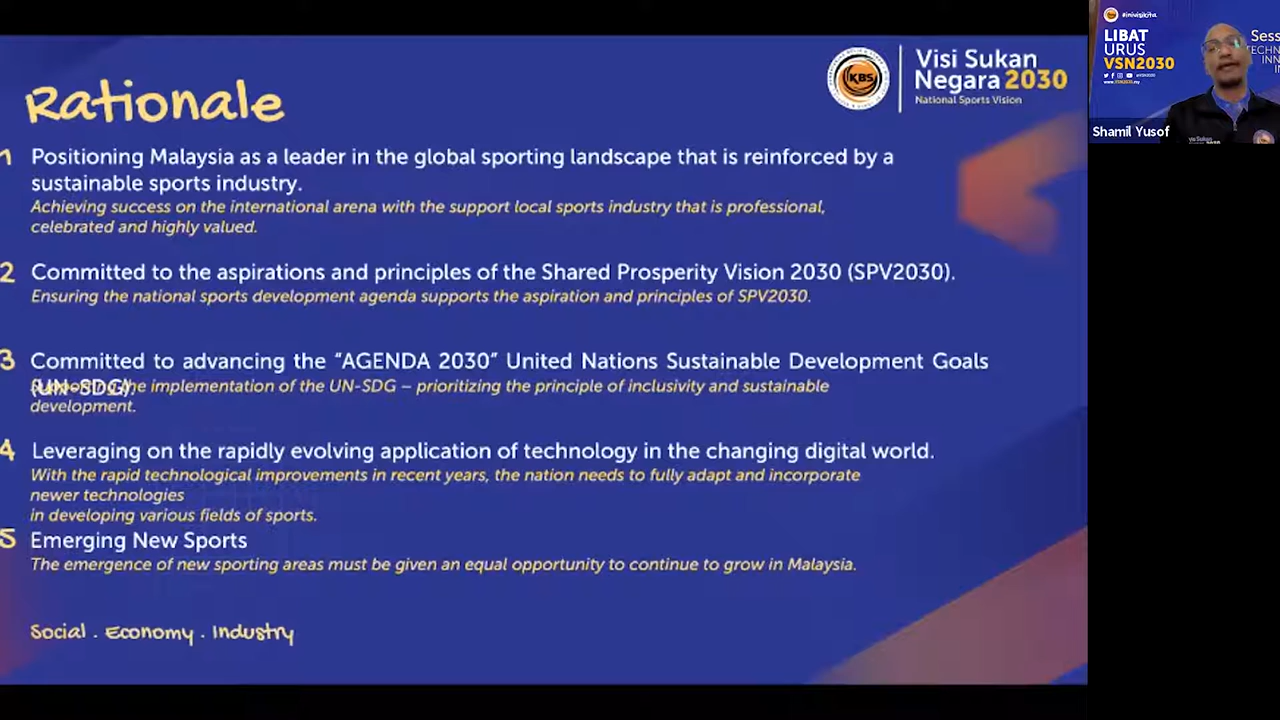 Rationale
Visi Sukan
Negara 2030
National Sports Vision
KBS
1 Positioning Malaysia as a leader in the global sporting landscape that is reinforced by a
sustainable sports industry.
Achieving success on the international arena with the support local sports industry that is professional,
celebrated and highly valued.
2 Committed to the aspirations and principles of the Shared Prosperity Vision 2030 (SPV2030).
Ensuring the national sports development agenda supports the aspiration and principles of SPV2030.
3 Committed to advancing the “AGENDA 2030” United Nations Sustainable Development Goals
(UN-SDG).
the implementation of the UN-SDG – prioritizing the principle of inclusivity and sustainable
development.
4 Leveraging on the rapidly evolving application of technology in the changing digital world.
With the rapid technological improvements in recent years, the nation needs to fully adapt and incorporate
newer technologies
in developing various fields of sports.
5 Emerging New Sports
The emergence of new sporting areas must be given an equal opportunity to continue to grow in Malaysia.
Social . Economy . Industry
LIBAT
URUS
VSN2030
Shamil Yusof